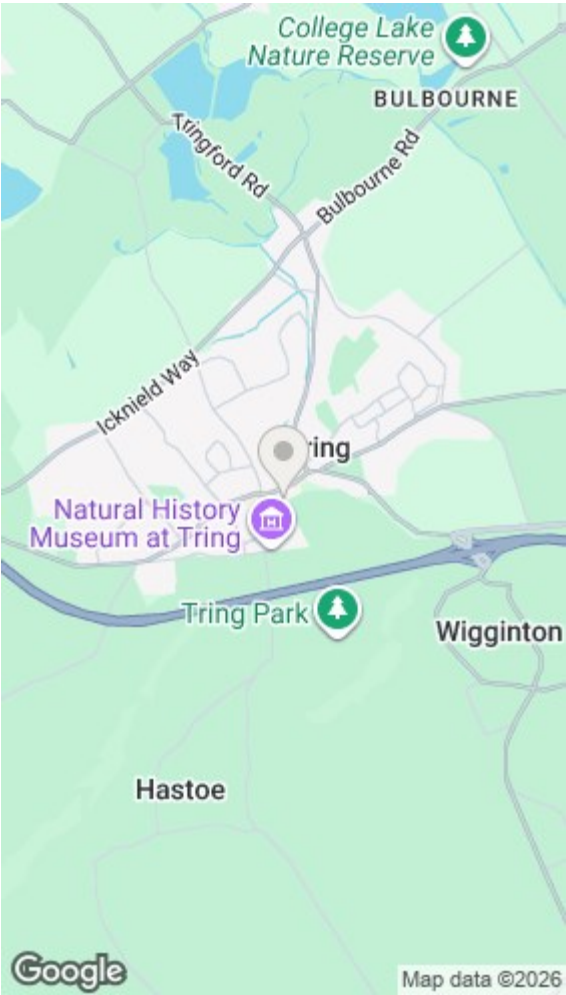 College Lake
Nature Reserve
BULBOURNE
Tringford Rd
Bulbourne Rd
Icknield Way
ring
Natural History
Museum at Tring
Tring Park
Wigginton
Hastoe
Google
Map data ©2026